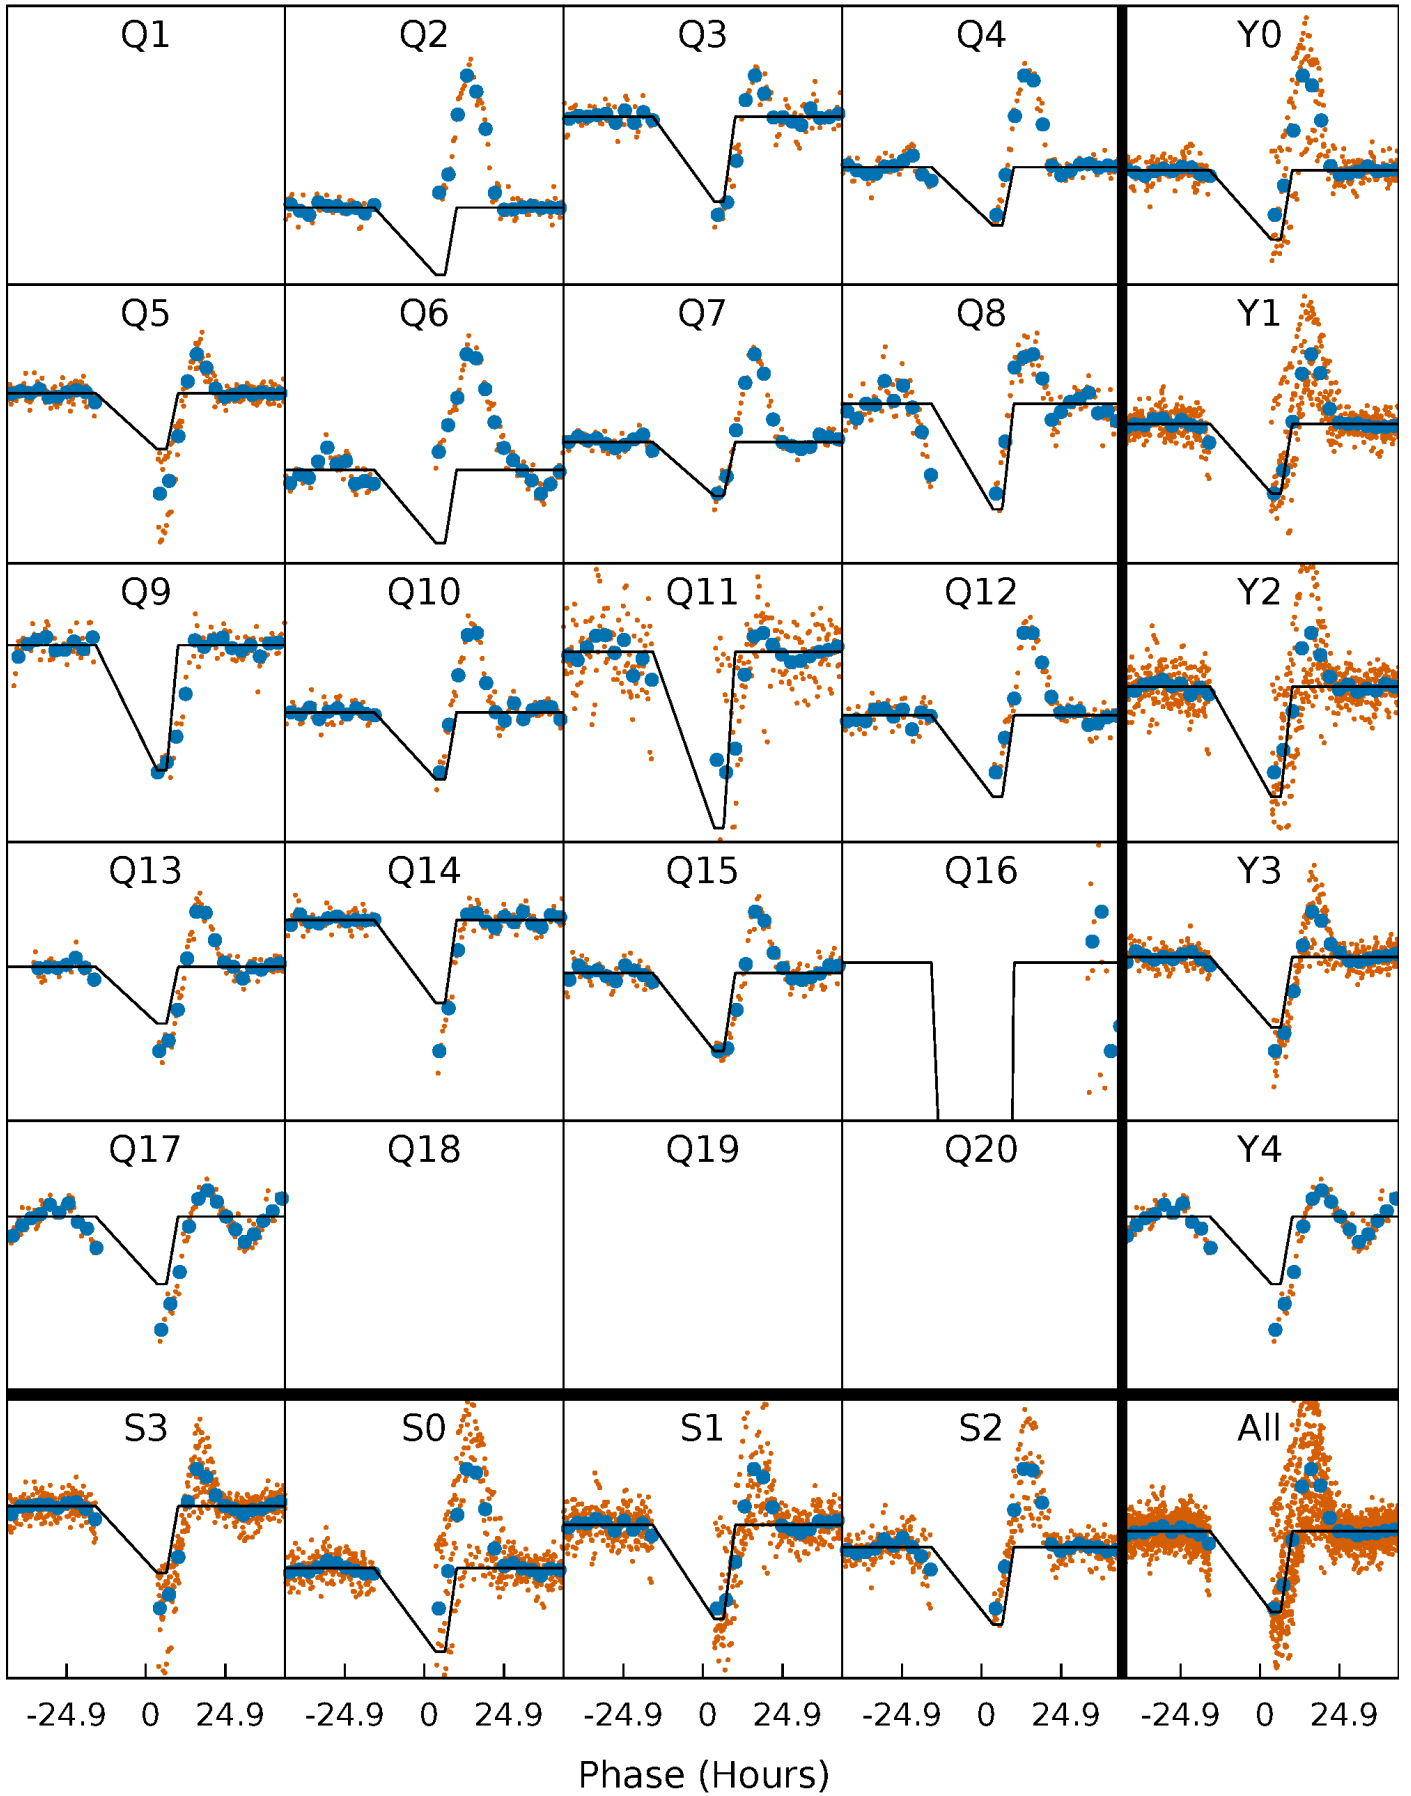 Q1 Q2 Q3 Q4 Y0
Q5 Q6 Q7 Q8 Y1
Q9 Q10 Q11 Q12 Y2
Q13 Q14 Q15 Q16 Y3
Q17 Q18 Q19 Q20 Y4
S3 S0 S1 S2 All
-24.9 0 24.9 -24.9 0 24.9 -24.9 0 24.9 -24.9 0 24.9 -24.9 0 24.9
Phase (Hours)